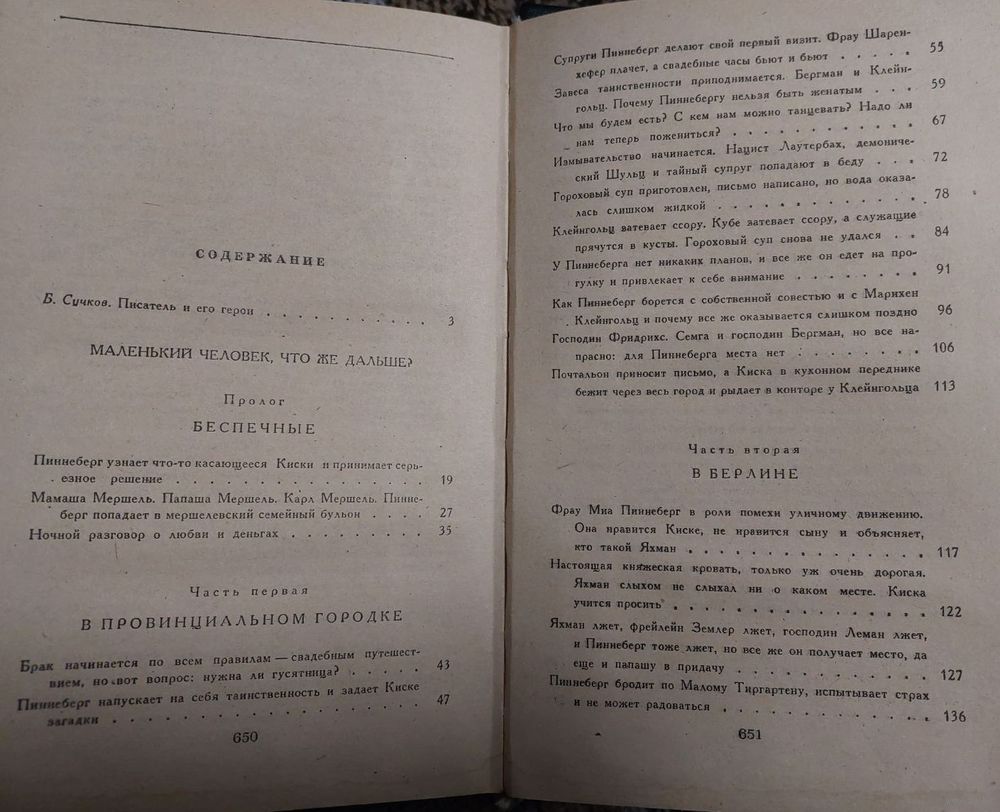 СОДЕРЖАНИЕ
Б. Сучков. Писатель и его герои . . . . . . . . . . . 3
МАЛЕНЬКИЙ ЧЕЛОВЕК, ЧТО ЖЕ ДАЛЬШЕ?
Пролог
БЕСПЕЧНЫЕ
Пиннеберг узнает что-то касающееся Киски и принимает серь-
езное решение . . . . . . . . . . . . . . . . 19
Мамаша Мершель. Папаша Мершель. Карл Мершель. Пинне-
берг попадает в мершелевский семейный бульон . . . . 27
Ночной разговор о любви и деньгах . . . . . . . . . 35
Часть первая
В ПРОВИНЦИАЛЬНОМ ГОРОДКЕ
Брак начинается по всем правилам — свадебным путешест-
вием, но вот вопрос: нужна ли гусятница? . . . . . 43
Пиннеберг напускает на себя таинственность и задает Киске
загадки . . . . . . . . . . . . . . . . . . . 47
650
Супруги Пиннеберг делают свой первый визит. Фрау Шарен-
хефер плачет, а свадебные часы бьют и бьют . . . . 55
Завеса таинственности приподнимается. Бергман и Клейн-
гольц. Почему Пиннебергу нельзя быть женатым . . . 59
Что мы будем есть? С кем нам можно танцевать? Надо ли
нам теперь пожениться? . . . . . . . . . . . . 67
Измывательство начинается. Нацист Лаутербах, демониче-
ский Шульц и тайный супруг попадают в беду . . . 72
Гороховый суп приготовлен, письмо написано, но вода оказа-
лась слишком жидкой . . . . . . . . . . . . . 78
Клейнгольц затевает ссору. Кубе затевает ссору, а служащие
прячутся в кусты. Гороховый суп снова не удался . . 84
У Пиннеберга нет никаких планов, и все же он едет на про-
гулку и привлекает к себе внимание . . . . . . . . 91
Как Пиннеберг борется с собственной совестью и с Марихен
Клейнгольц и почему все же оказывается слишком поздно 96
Господин Фридрихс. Семга и господин Бергман, но все на-
прасно: для Пиннеберга места нет . . . . . . . . 106
Почтальон приносит письмо, а Киска в кухонном переднике
бежит через весь город и рыдает в конторе у Клейнгольца 113
Часть вторая
В БЕРЛИНЕ
Фрау Миа Пиннеберг в роли помехи уличному движению.
Она нравится Киске, не нравится сыну и объясняет,
кто такой Яхман . . . . . . . . . . . . . . . 117
Настоящая княжеская кровать, только уж очень дорогая.
Яхман слыхом не слыхал ни о каком месте. Киска
учится просить . . . . . . . . . . . . . . . . 122
Яхман лжет, фрейлейн Землер лжет, господин Леман лжет,
и Пиннеберг тоже лжет, но все же он получает место, да
еще и папашу в придачу . . . . . . . . . . . . 127
Пиннеберг бродит по Малому Тиргартену, испытывает страх
и не может радоваться . . . . . . . . . . . . . 136
651